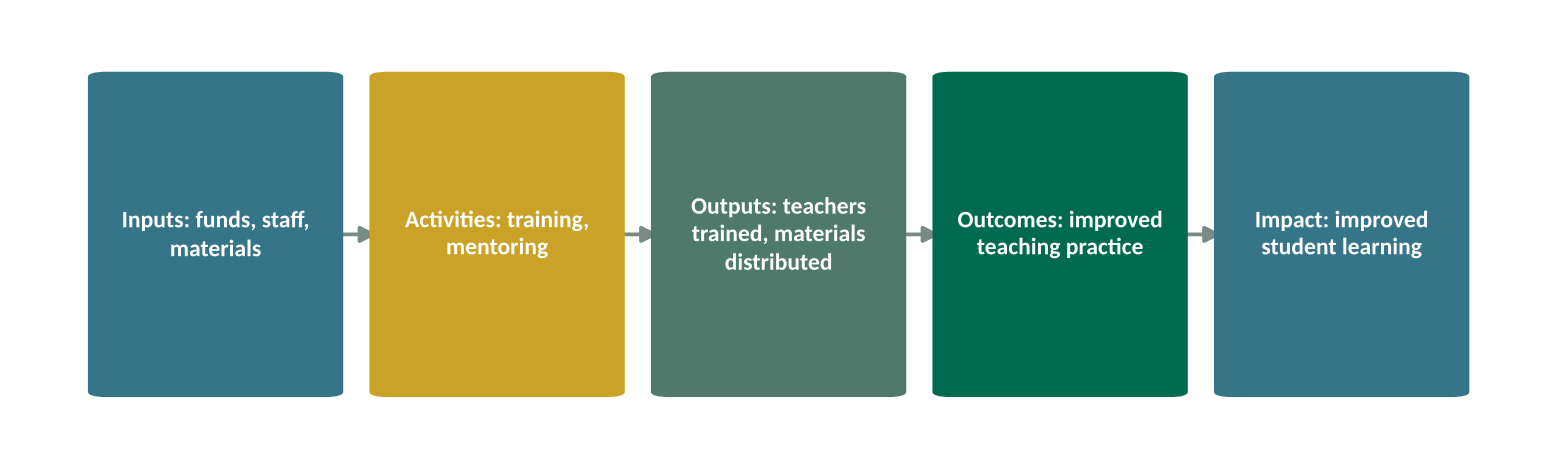 Inputs: funds, staff,
materials
Activities: training,
mentoring
Outputs: teachers
trained, materials
distributed
Outcomes: improved
teaching practice
Impact: improved
student learning